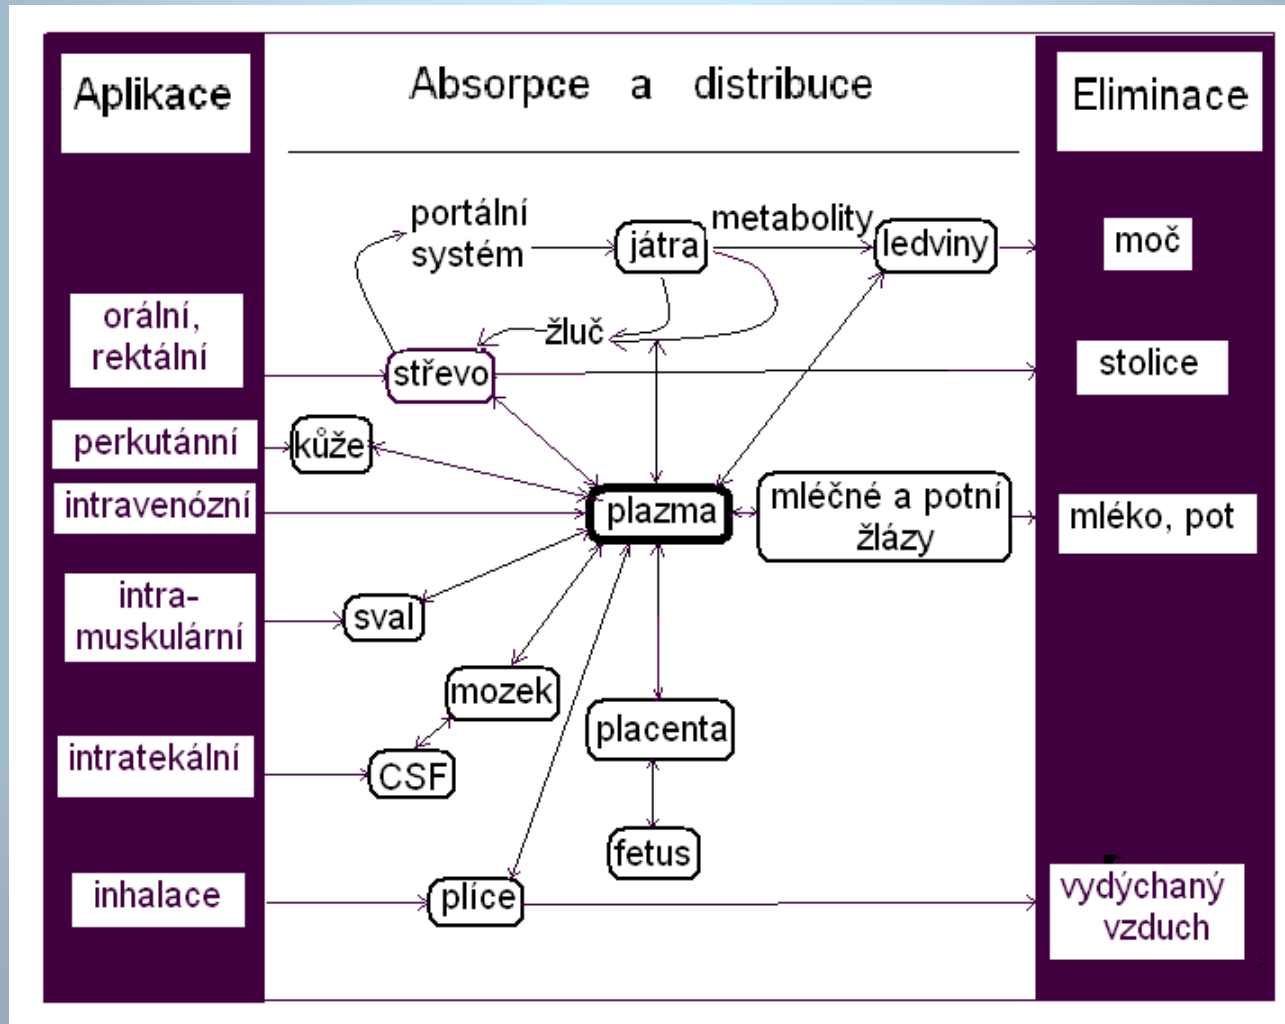 Aplikace
Absorpce a distribuce
Eliminace
portální
systém
játra
metabolity
ledviny
moč
orální,
rektální
žluč
střevo
stolice
perkutánní
kůže
intravenózní
plazma
mléčné a potní
žlázy
mléko, pot
intra-
muskulární
sval
mozek
placenta
intratekální
CSF
fetus
inhalace
plíce
vydýchaný
vzduch